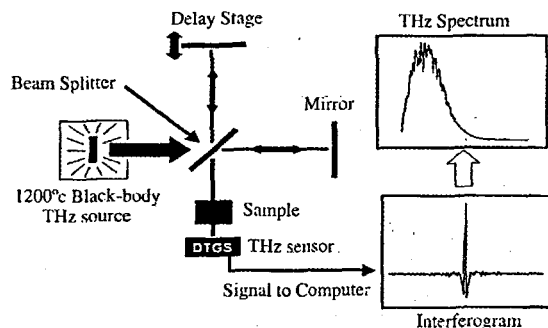 Delay Stage
THz Spectrum
Beam Splitter
Mirror
1200°c Black-body
THz source
Sample
DTGS
THz sensor
Signal to Computer
Interferogram